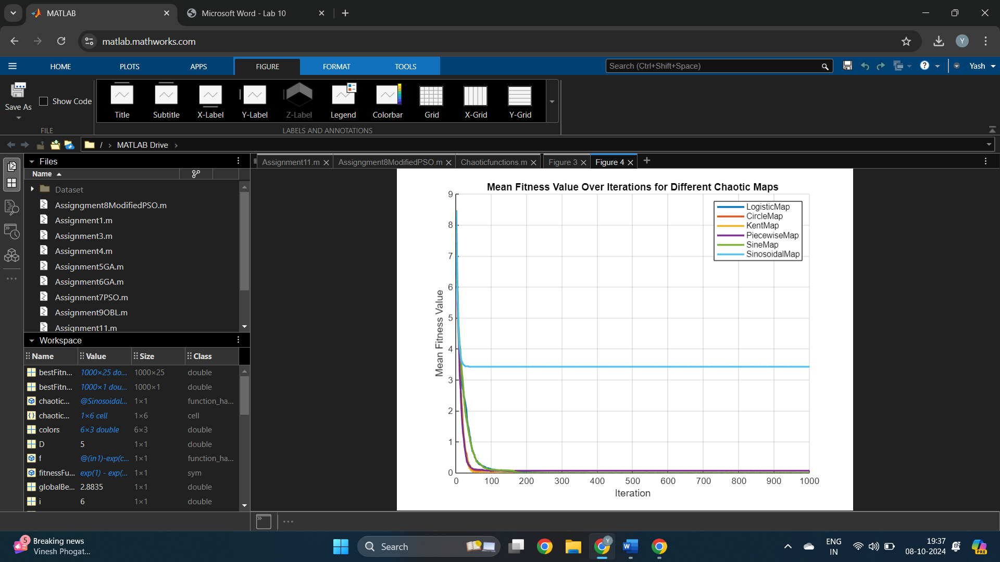 MATLAB
Microsoft Word - Lab 10
matlab.mathworks.com
Y
HOME
PLOTS
APPS
FIGURE
FORMAT
TOOLS
Search (Ctrl+Shift+Space)
Yash
Save As
Show Code
Title
Subtitle
X-Label
Y-Label
Z-Label
Legend
Colorbar
Grid
X-Grid
Y-Grid
FILE
LABELS AND ANNOTATIONS
/ › MATLAB Drive ›
Files
Name
Dataset
Assigngment8ModifiedPSO.m
Assignment1.m
Assignment3.m
Assignment4.m
Assignment5GA.m
Assignment6GA.m
Assignment7PSO.m
Assignment9OBL.m
Assignment11.m
Workspace
Name Value Size Class
bestFitn... 1000×25 do... 1000×25 double
bestFitn... 1000×1 dou... 1000×1 double
chaotic... @Sinosoidal... 1×1 function_ha...
chaotic... 1×6 cell 1×6 cell
colors 6×3 double 6×3 double
D 5 1×1 double
f @(in1)-exp(c... 1×1 function_ha...
fitnessFu... exp(1) - exp(... 1×1 sym
globalBe... 2.8835 1×1 double
i 6 1×1 double
Assignment11.m
Assigngment8ModifiedPSO.m
Chaoticfunctions.m
Figure 3
Figure 4
Mean Fitness Value Over Iterations for Different Chaotic Maps
9
8
7
6
5
4
3
2
1
0
Mean Fitness Value
LogisticMap
CircleMap
KentMap
PiecewiseMap
SineMap
SinosoidalMap
0 100 200 300 400 500 600 700 800 900 1000
Iteration
5
Breaking news
Vinesh Phogat...
Search
Y
ENG
IN
19:37
08-10-2024
PRE